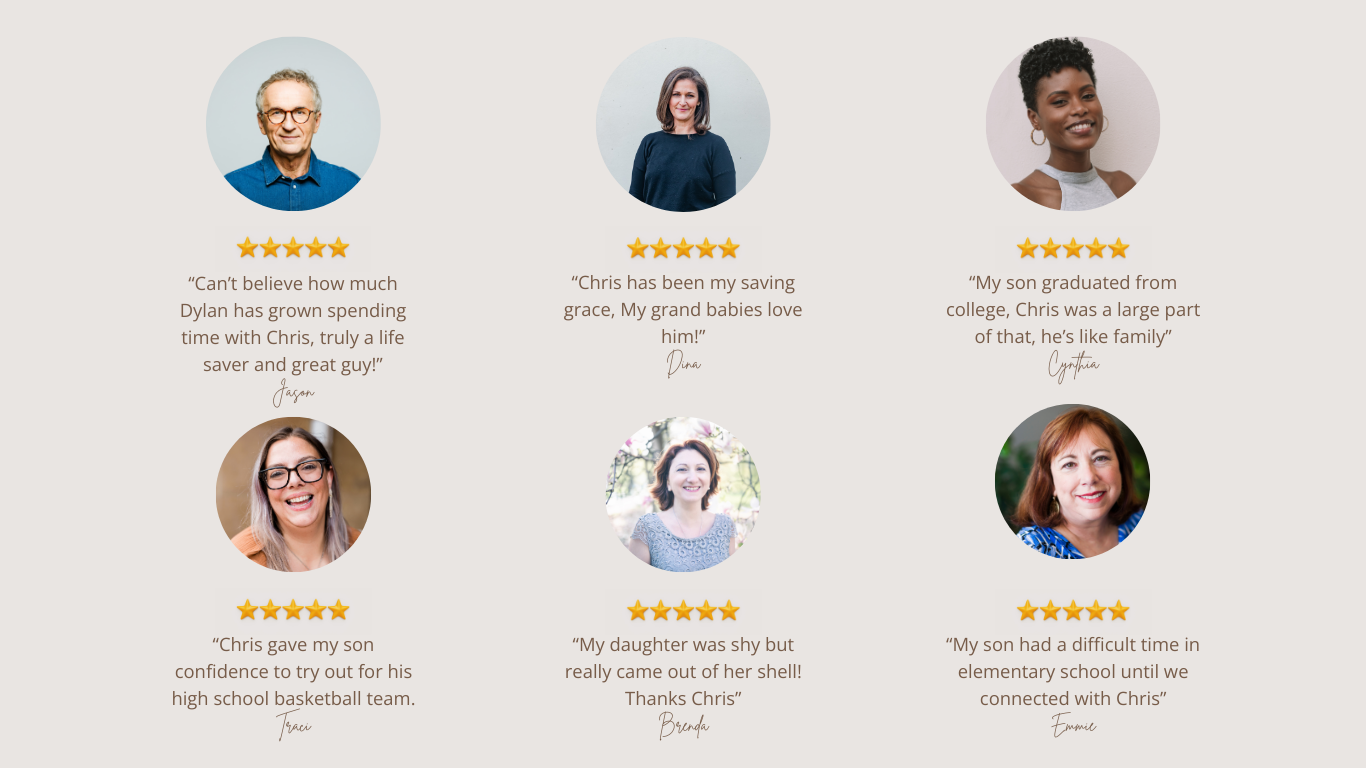 “Can’t believe how much
Dylan has grown spending
time with Chris, truly a life
saver and great guy!”
Jason
“Chris has been my saving
grace, My grand babies love
him!”
Dina
“My son graduated from
college, Chris was a large part
of that, he’s like family”
Cynthia
“Chris gave my son
confidence to try out for his
high school basketball team.
Traci
“My daughter was shy but
really came out of her shell!
Thanks Chris”
Brenda
“My son had a difficult time in
elementary school until we
connected with Chris”
Emmie